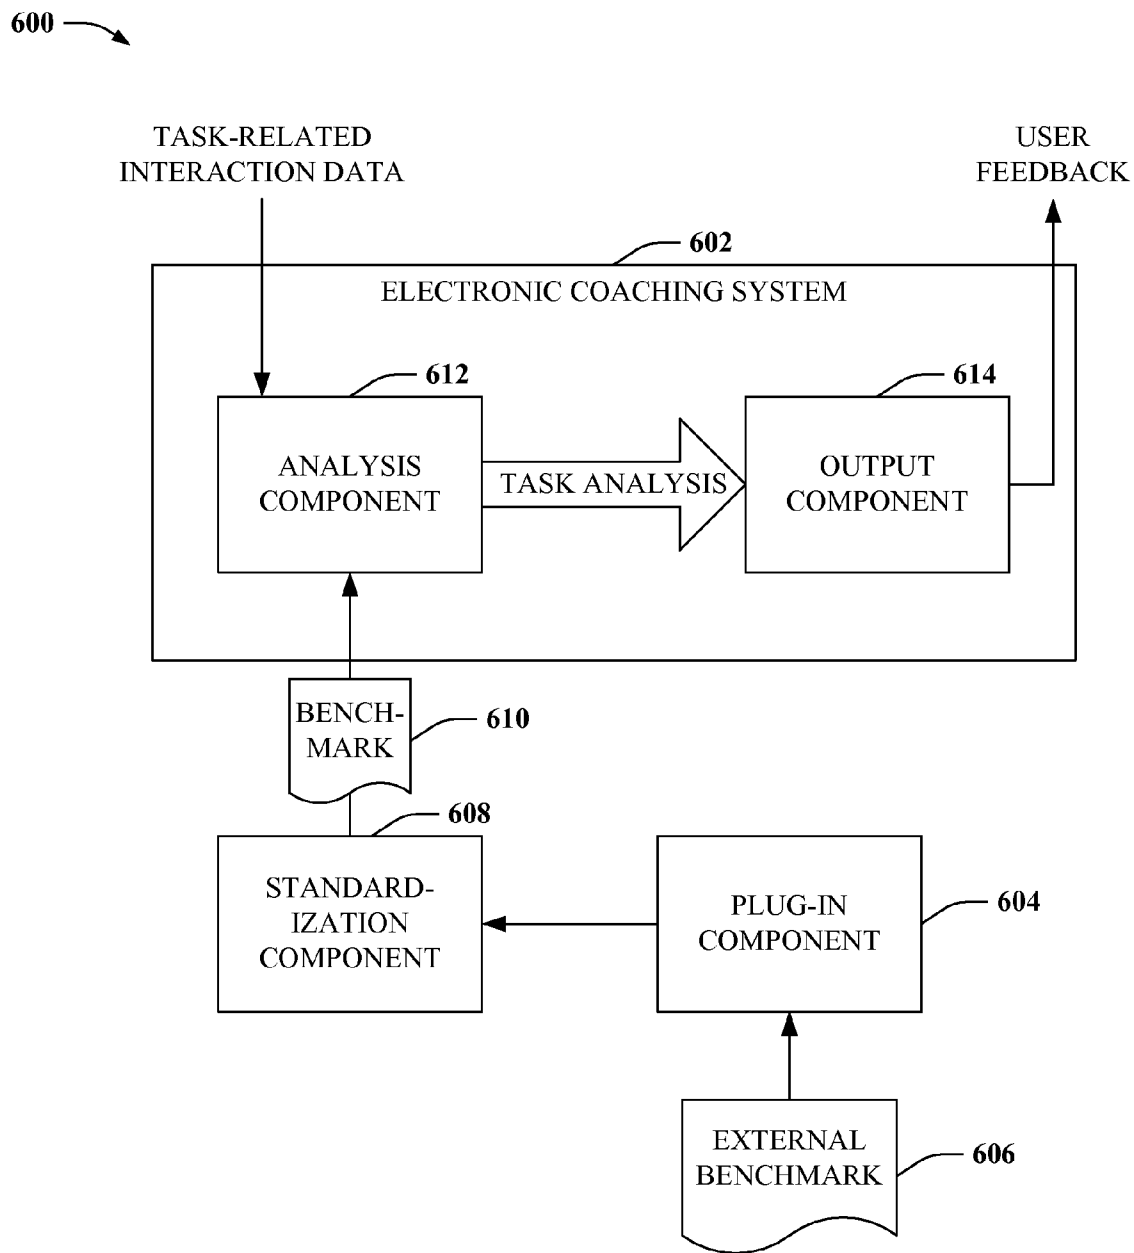 600
TASK-RELATED
INTERACTION DATA
USER
FEEDBACK
602
ELECTRONIC COACHING SYSTEM
612
ANALYSIS
COMPONENT
TASK ANALYSIS
614
OUTPUT
COMPONENT
BENCH-
MARK
610
608
STANDARD-
IZATION
COMPONENT
PLUG-IN
COMPONENT
604
EXTERNAL
BENCHMARK
606